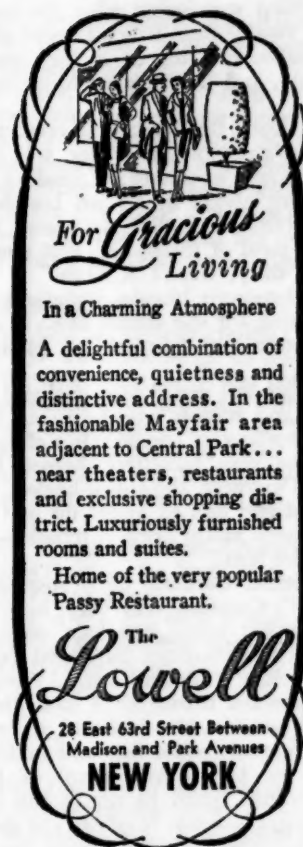 For Gracious
Living
In a Charming Atmosphere
A delightful combination of
convenience, quietness and
distinctive address. In the
fashionable Mayfair area
adjacent to Central Park...
near theaters, restaurants
and exclusive shopping dis-
trict. Luxuriously furnished
rooms and suites.
Home of the very popular
Passy Restaurant.
The
Lowell
28 East 63rd Street Between
Madison and Park Avenues
NEW YORK